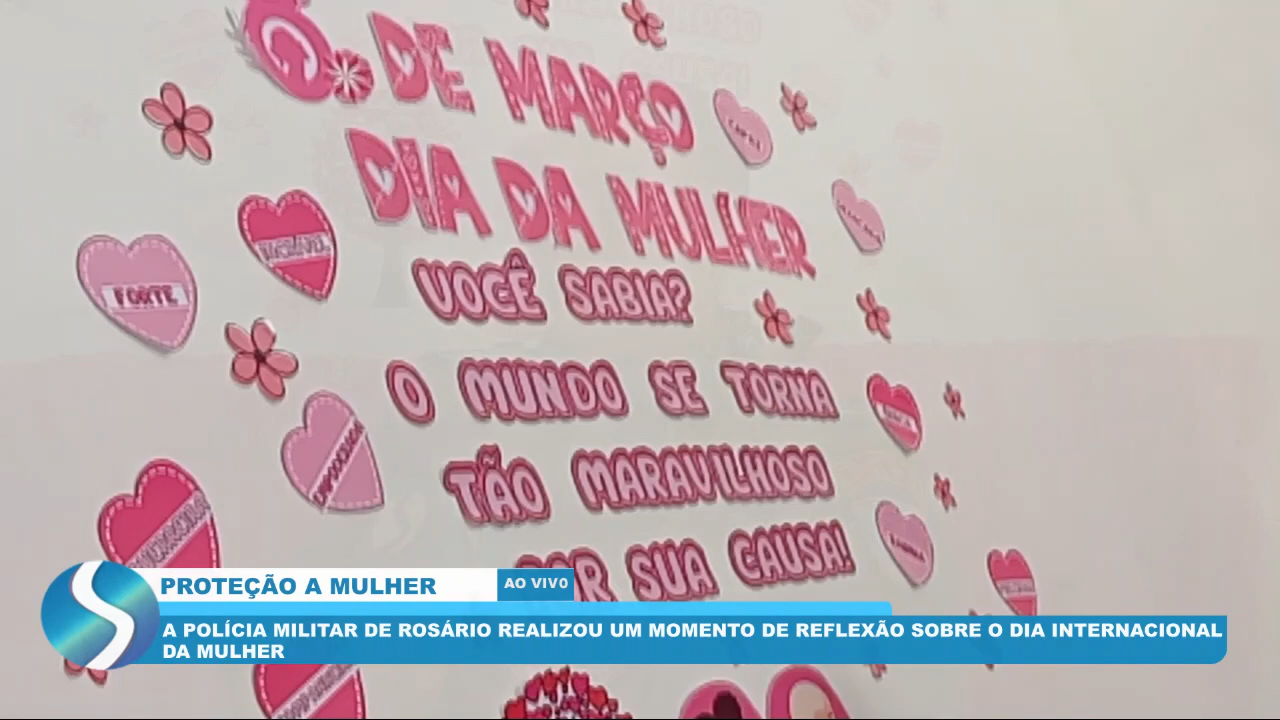 DE MARÇO
DIA DA MULHER
VOCÊ SABIA?
FORTE
O MUNDO SE TORNA
TÃO MARAVILHOSO
POR SUA CAUSA!
PROTEÇÃO A MULHER
AO VIVO
A POLÍCIA MILITAR DE ROSÁRIO REALIZOU UM MOMENTO DE REFLEXÃO SOBRE O DIA INTERNACIONAL
DA MULHER